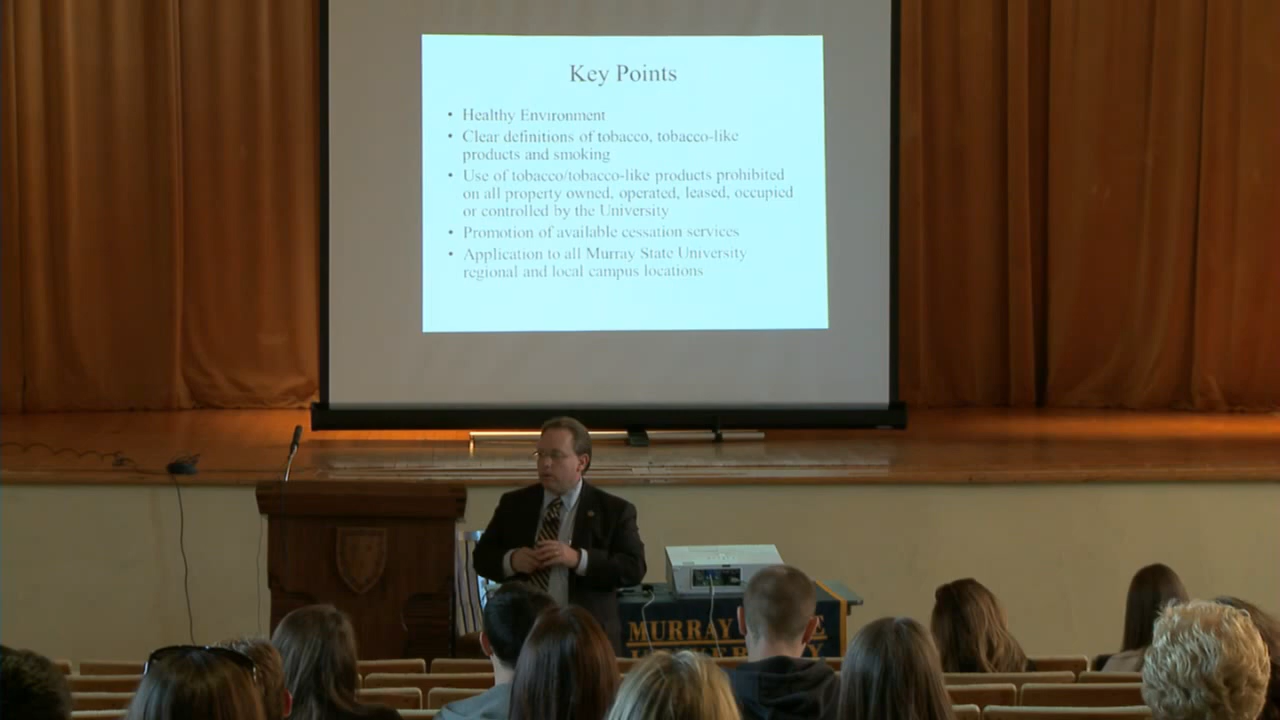 Key Points
• Healthy Environment
• Clear definitions of tobacco, tobacco-like
products and smoking
• Use of tobacco/tobacco-like products prohibited
on all property owned, operated, leased, occupied
or controlled by the University
• Promotion of available cessation services
• Application to all Murray State University
regional and local campus locations
MURRAY